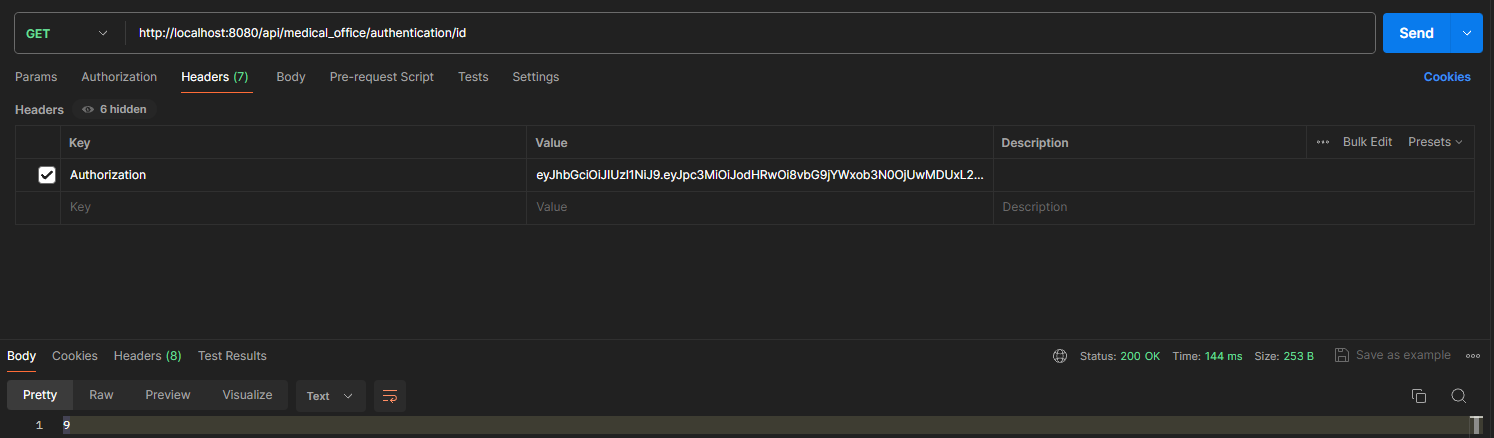 GET http://localhost:8080/api/medical_office/authentication/id Send
Params Authorization Headers (7) Body Pre-request Script Tests Settings Cookies
Headers 6 hidden
Key Value Description Bulk Edit Presets
Authorization eyJhbGciOiJIUzI1NiJ9.eyJpc3MiOiJodHRwOi8vbG9jYWxob3N0OjUwMDUxL2...
Key Value Description
Body Cookies Headers (8) Test Results Status: 200 OK Time: 144 ms Size: 253 B Save as example
Pretty Raw Preview Visualize Text
1 9